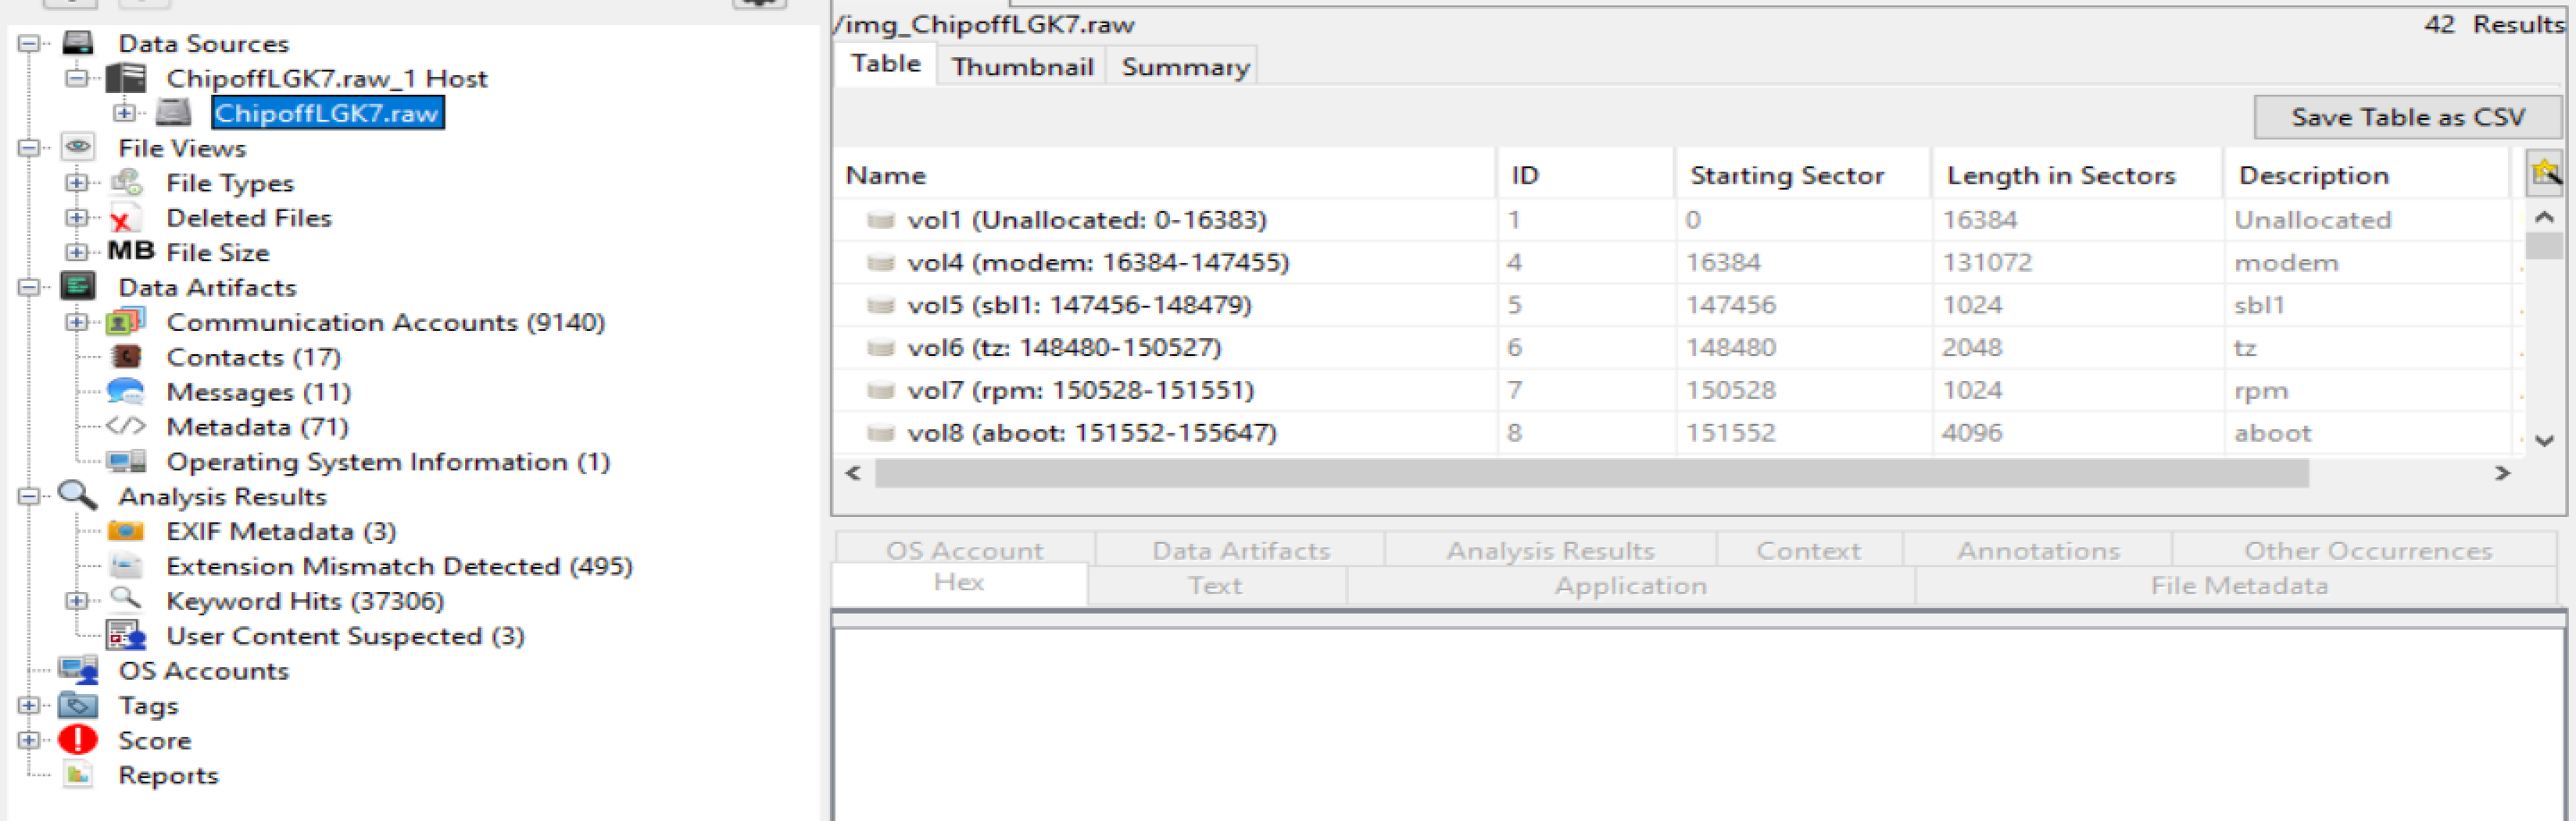 Data Sources
ChipoffLGK7.raw_1 Host
ChipoffLGK7.raw
File Views
File Types
Deleted Files
MB File Size
Data Artifacts
Communication Accounts (9140)
Contacts (17)
Messages (11)
Metadata (71)
Operating System Information (1)
Analysis Results
EXIF Metadata (3)
Extension Mismatch Detected (495)
Keyword Hits (37306)
User Content Suspected (3)
OS Accounts
Tags
Score
Reports
/img_ChipoffLGK7.raw 42 Results
Table Thumbnail Summary
Save Table as CSV
Name ID Starting Sector Length in Sectors Description
vol1 (Unallocated: 0-16383) 1 0 16384 Unallocated
vol4 (modem: 16384-147455) 4 16384 131072 modem
vol5 (sbl1: 147456-148479) 5 147456 1024 sbl1
vol6 (tz: 148480-150527) 6 148480 2048 tz
vol7 (rpm: 150528-151551) 7 150528 1024 rpm
vol8 (aboot: 151552-155647) 8 151552 4096 aboot
OS Account Data Artifacts Analysis Results Context Annotations Other Occurrences
Hex Text Application File Metadata